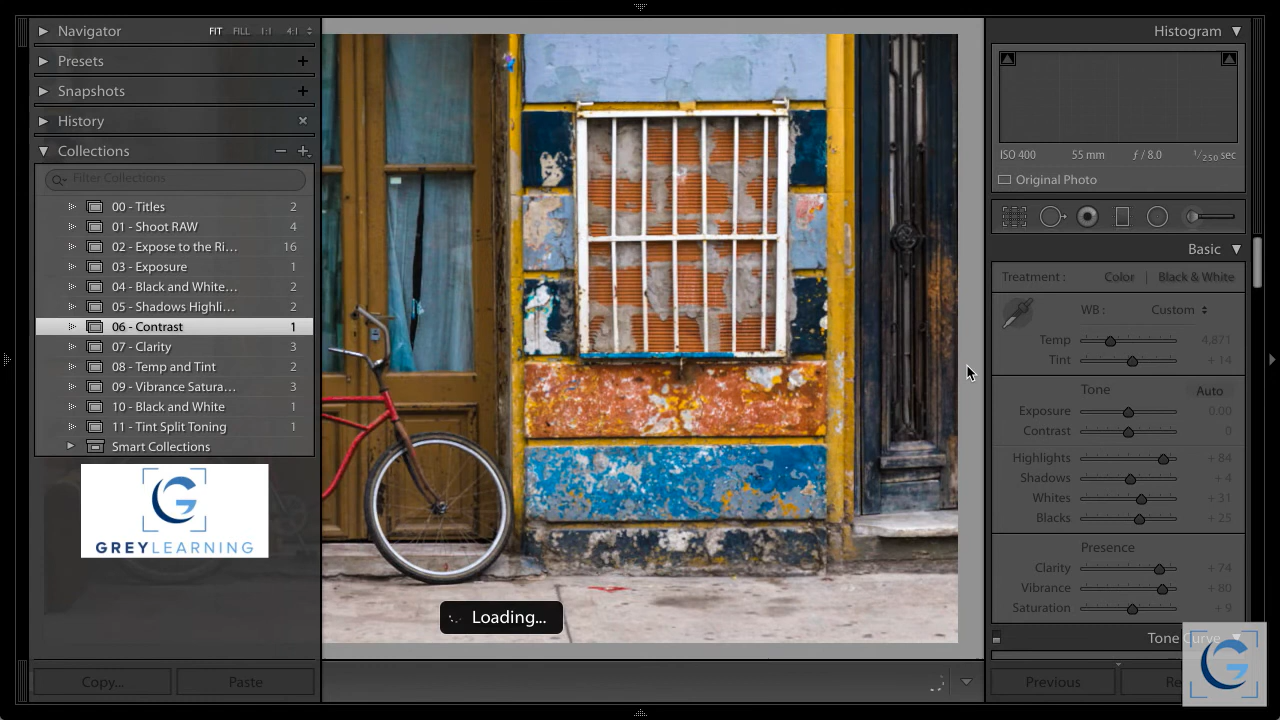 Navigator FIT FILL 1:1 4:1
Presets
Snapshots
History
Collections
Filter Collections
00 - Titles 2
01 - Shoot RAW 4
02 - Expose to the Ri... 16
03 - Exposure 1
04 - Black and White... 2
05 - Shadows Highli... 2
06 - Contrast 1
07 - Clarity 3
08 - Temp and Tint 2
09 - Vibrance Satura... 3
10 - Black and White 1
11 - Tint Split Toning 1
Smart Collections
GREYLEARNING
Copy... Paste
Loading...
Histogram
ISO 400 55 mm ƒ / 8.0 1/250 sec
Original Photo
Basic
Treatment : Color Black & White
WB : Custom
Temp 4,871
Tint + 14
Tone Auto
Exposure 0.00
Contrast 0
Highlights + 84
Shadows + 4
Whites + 31
Blacks + 25
Presence
Clarity + 74
Vibrance + 80
Saturation + 9
Tone Curve
Previous Re